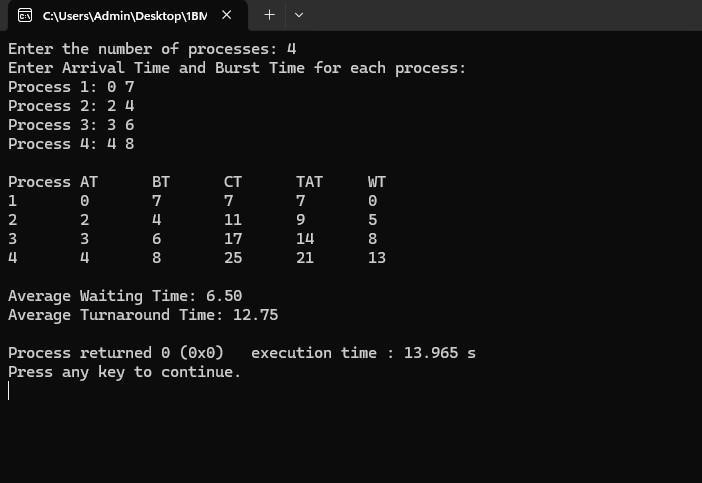 C:\Users\Admin\Desktop\1BM
Enter the number of processes: 4
Enter Arrival Time and Burst Time for each process:
Process 1: 0 7
Process 2: 2 4
Process 3: 3 6
Process 4: 4 8
Process AT BT CT TAT WT
1 0 7 7 7 0
2 2 4 11 9 5
3 3 6 17 14 8
4 4 8 25 21 13
Average Waiting Time: 6.50
Average Turnaround Time: 12.75
Process returned 0 (0x0) execution time : 13.965 s
Press any key to continue.